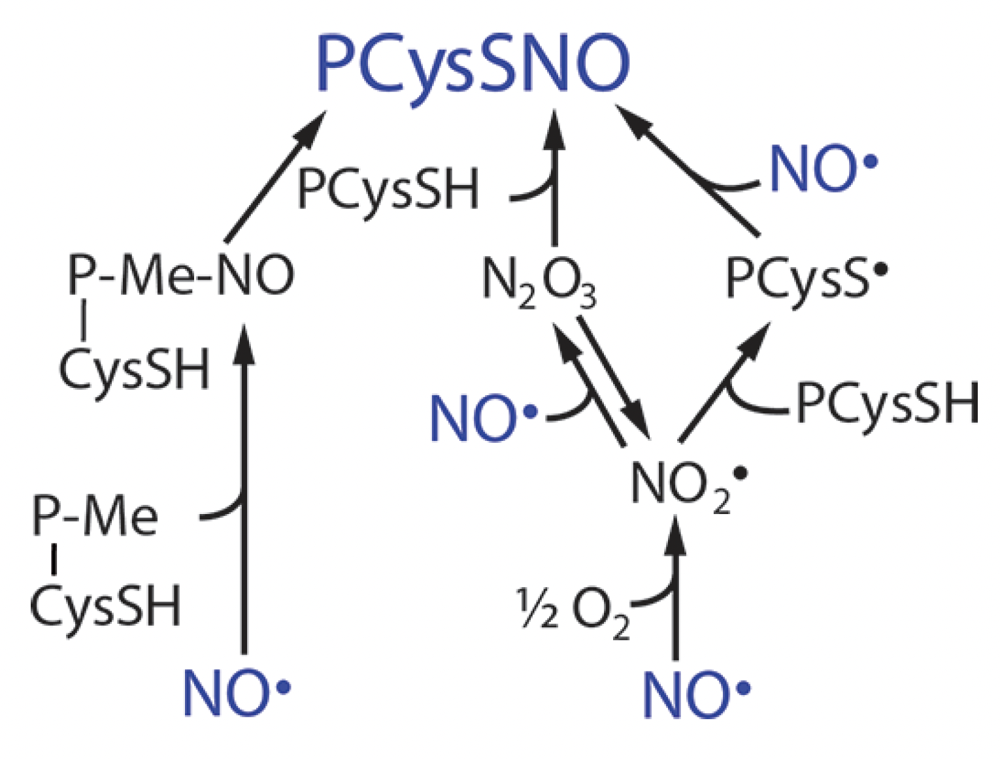 PCysSNO
NO•
PCysSH
P-Me-NO
CysSH
N₂O₃
PCysS•
NO•
PCysSH
NO₂•
P-Me
CysSH
½ O₂
NO•
NO•